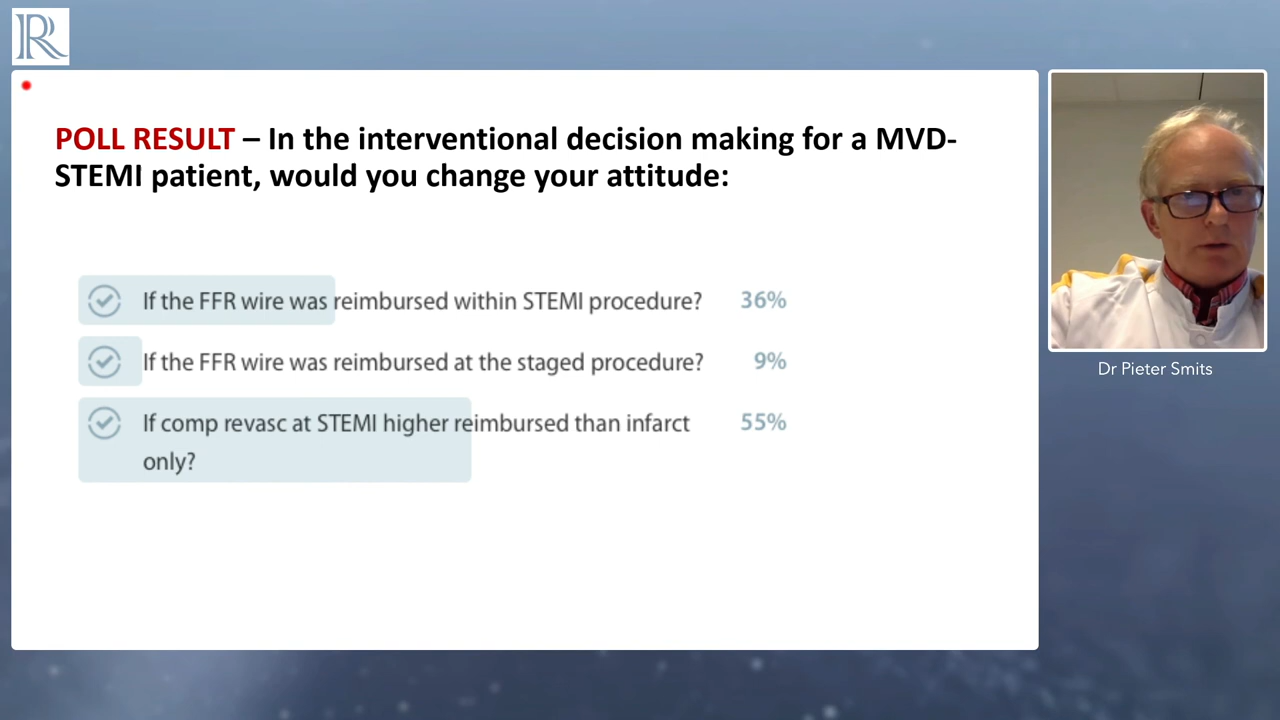 R
POLL RESULT – In the interventional decision making for a MVD-
STEMI patient, would you change your attitude:
If the FFR wire was reimbursed within STEMI procedure? 36%
If the FFR wire was reimbursed at the staged procedure? 9%
If comp revasc at STEMI higher reimbursed than infarct 55%
only?
Dr Pieter Smits